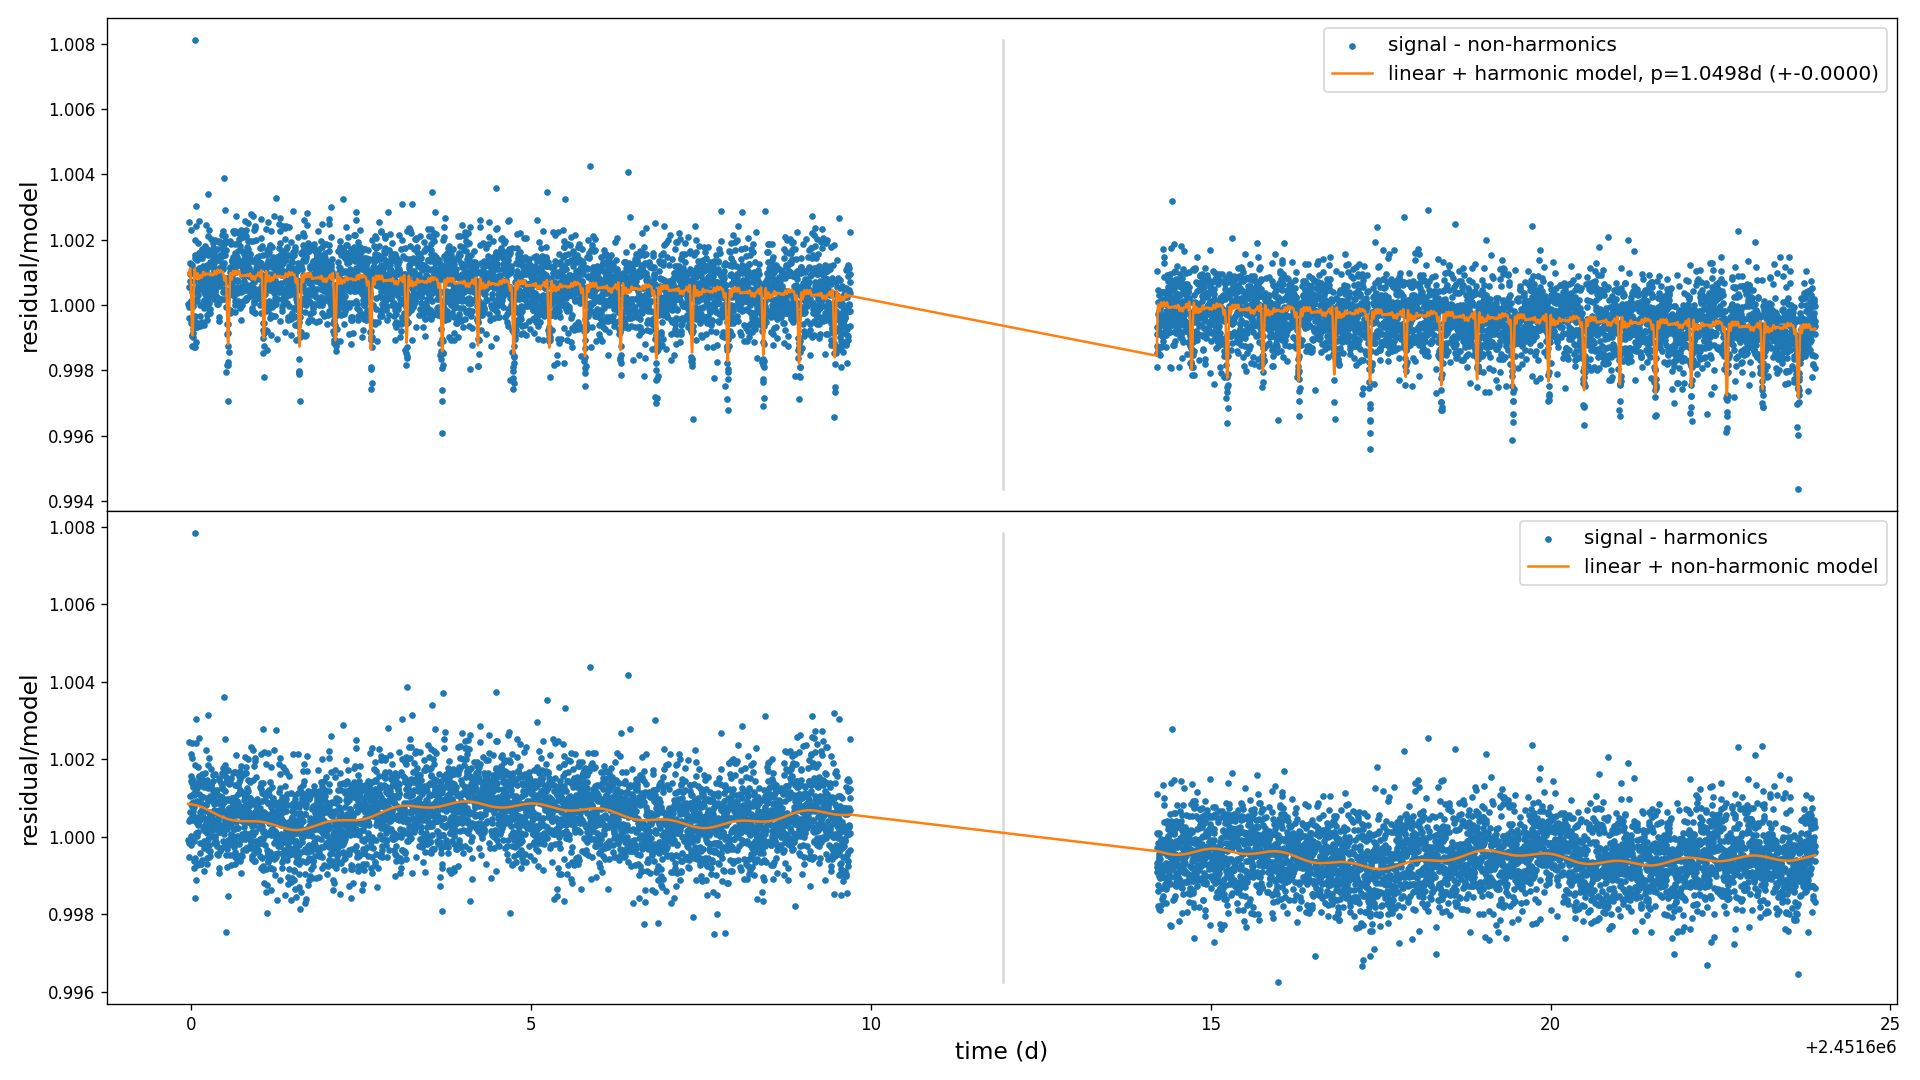 1.008
1.006
1.004
1.002
1.000
0.998
0.996
0.994
residual/model
signal - non-harmonics
linear + harmonic model, p=1.0498d (+-0.0000)
1.008
1.006
1.004
1.002
1.000
0.998
0.996
residual/model
signal - harmonics
linear + non-harmonic model
0 5 10 15 20 25
time (d)
+2.4516e6